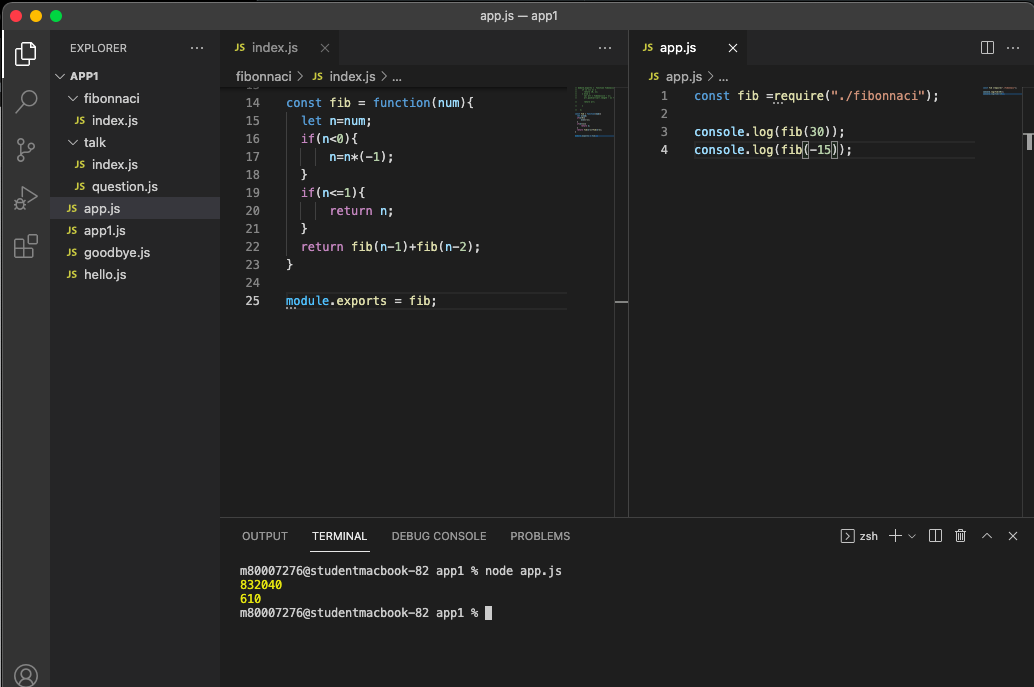 app.js — app1
EXPLORER
APP1
fibonnaci
JS index.js
talk
JS index.js
JS question.js
JS app.js
JS app1.js
JS goodbye.js
JS hello.js
JS index.js
fibonnaci > JS index.js > ...
14 const fib = function(num){
15 let n=num;
16 if(n<0){
17 n=n*(-1);
18 }
19 if(n<=1){
20 return n;
21 }
22 return fib(n-1)+fib(n-2);
23 }
24
25 module.exports = fib;
JS app.js
JS app.js > ...
1 const fib =require("./fibonnaci");
2
3 console.log(fib(30));
4 console.log(fib(-15));
OUTPUT TERMINAL DEBUG CONSOLE PROBLEMS zsh
m80007276@studentmacbook-82 app1 % node app.js
832040
610
m80007276@studentmacbook-82 app1 %